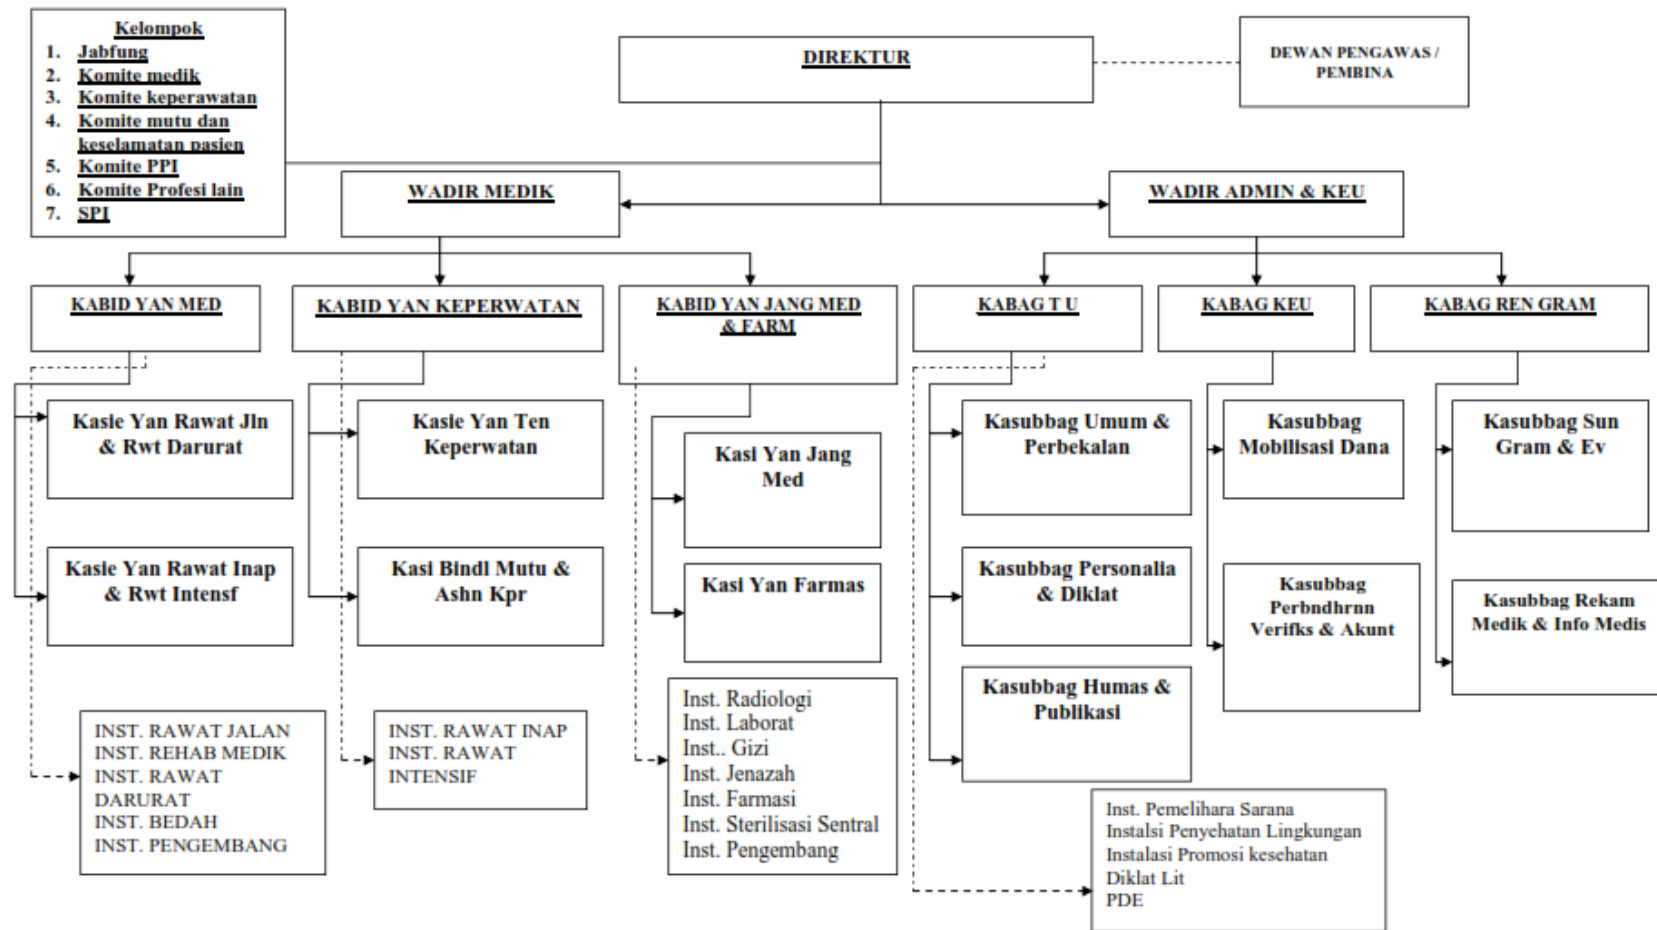 Kelompok
1. Jabfung
2. Komite medik
3. Komite keperawatan
4. Komite mutu dan
keselamatan pasien
5. Komite PPI
6. Komite Profesi lain
7. SPI
DIREKTUR
DEWAN PENGAWAS /
PEMBINA
WADIR MEDIK
WADIR ADMIN & KEU
KABID YAN MED
KABID YAN KEPERWATAN
KABID YAN JANG MED
& FARM
KABAG T U
KABAG KEU
KABAG REN GRAM
Kasie Yan Rawat Jln
& Rwt Darurat
Kasie Yan Ten
Keperwatan
Kasi Yan Jang
Med
Kasubbag Umum &
Perbekalan
Kasubbag
Mobilisasi Dana
Kasubbag Sun
Gram & Ev
Kasie Yan Rawat Inap
& Rwt Intensf
Kasi Bindl Mutu &
Ashn Kpr
Kasi Yan Farmas
Kasubbag Personalia
& Diklat
Kasubbag
Perbndhrnn
Verifks & Akunt
Kasubbag Rekam
Medik & Info Medis
Kasubbag Humas &
Publikasi
INST. RAWAT JALAN
INST. REHAB MEDIK
INST. RAWAT
DARURAT
INST. BEDAH
INST. PENGEMBANG
INST. RAWAT INAP
INST. RAWAT
INTENSIF
Inst. Radiologi
Inst. Laborat
Inst.. Gizi
Inst. Jenazah
Inst. Farmasi
Inst. Sterilisasi Sentral
Inst. Pengembang
Inst. Pemelihara Sarana
Instalsi Penyehatan Lingkungan
Instalasi Promosi kesehatan
Diklat Lit
PDE